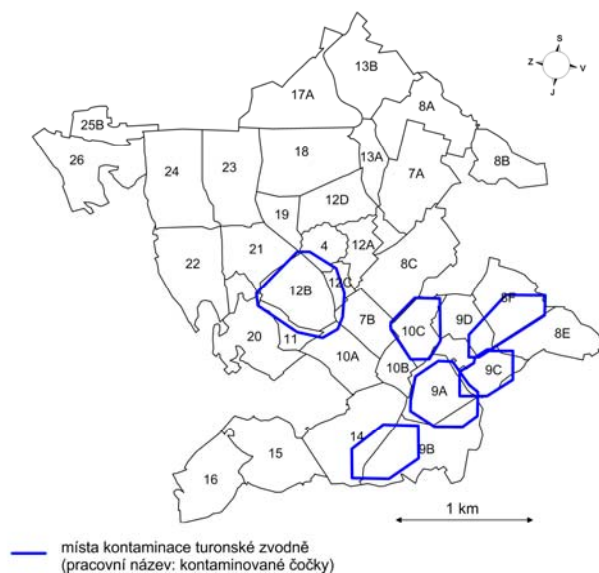 13B
S
Z V
J
17A
8A
25B
18
13A
26
24
23
7A
8B
12D
19
4
12A
21
22
8C
12C
12B
8F
7B
10C
9D
8E
20
11
10A
10B
9C
9A
14
9B
15
16
1 km
místa kontaminace turonské zvodně
(pracovní název: kontaminované čočky)